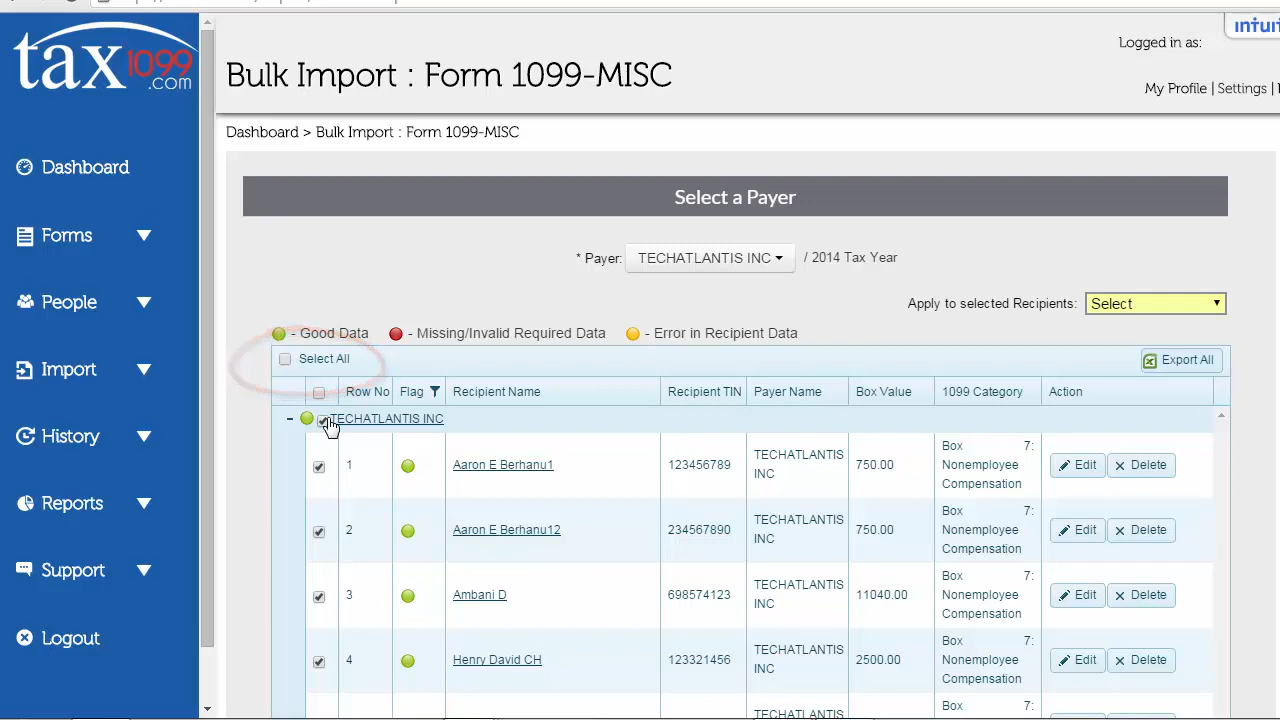 intuit
tax1099
.com
Logged in as:
Bulk Import : Form 1099-MISC
My Profile | Settings |
Dashboard > Bulk Import : Form 1099-MISC
Dashboard
Forms
People
Import
History
Reports
Support
Logout
Select a Payer
* Payer: TECHATLANTIS INC / 2014 Tax Year
Apply to selected Recipients: Select
- Good Data - Missing/Invalid Required Data - Error in Recipient Data
Select All Export All
Row No Flag Recipient Name Recipient TIN Payer Name Box Value 1099 Category Action
TECHATLANTIS INC
1 Aaron E Berhanu1 123456789 TECHATLANTIS 750.00 Box 7: Edit Delete
INC Nonemployee
Compensation
2 Aaron E Berhanu12 234567890 TECHATLANTIS 750.00 Box 7: Edit Delete
INC Nonemployee
Compensation
3 Ambani D 698574123 TECHATLANTIS 11040.00 Box 7: Edit Delete
INC Nonemployee
Compensation
4 Henry David CH 123321456 TECHATLANTIS 2500.00 Box 7: Edit Delete
INC Nonemployee
Compensation
TECHATLANTIS Box 7: